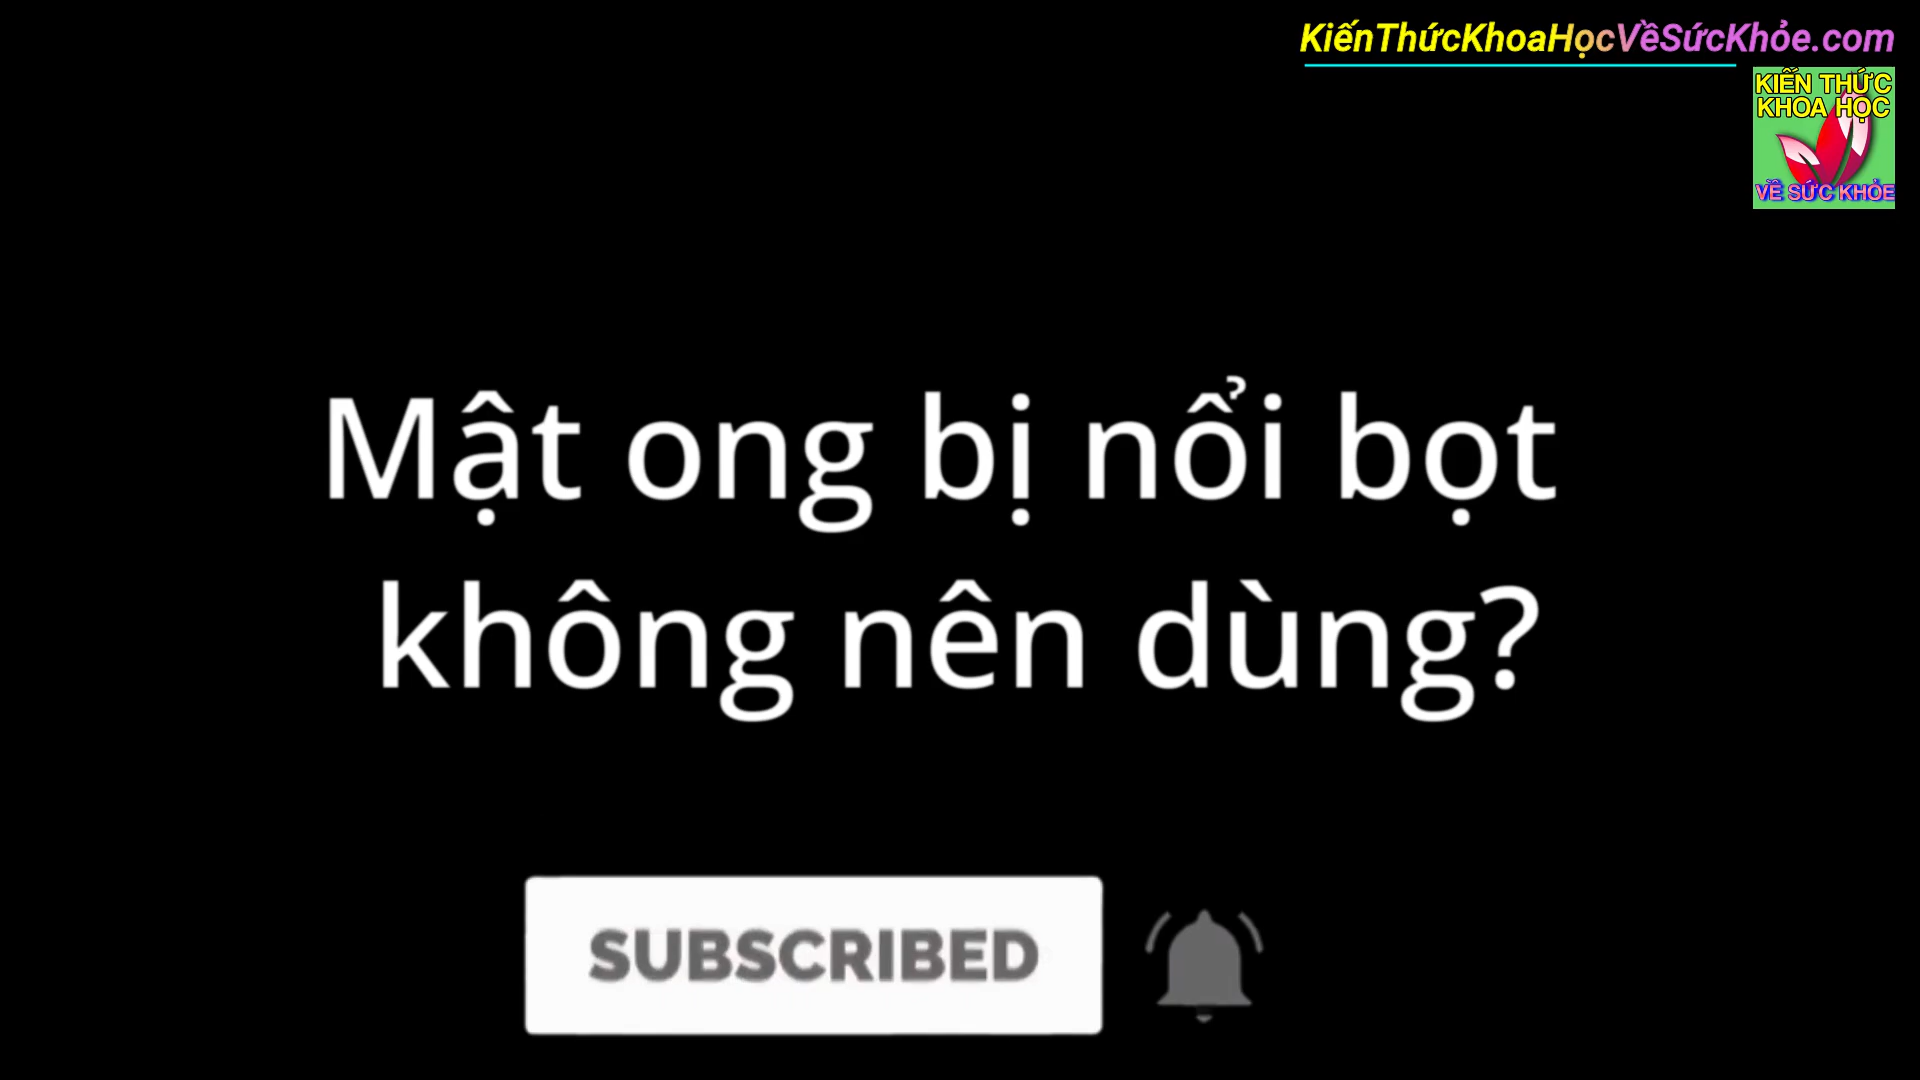 KiếnThứcKhoaHọcVềSứcKhỏe.com
KIẾN THỨC
KHOA HỌC
VỀ SỨC KHỎE
Mật ong bị nổi bọt
không nên dùng?
SUBSCRIBED